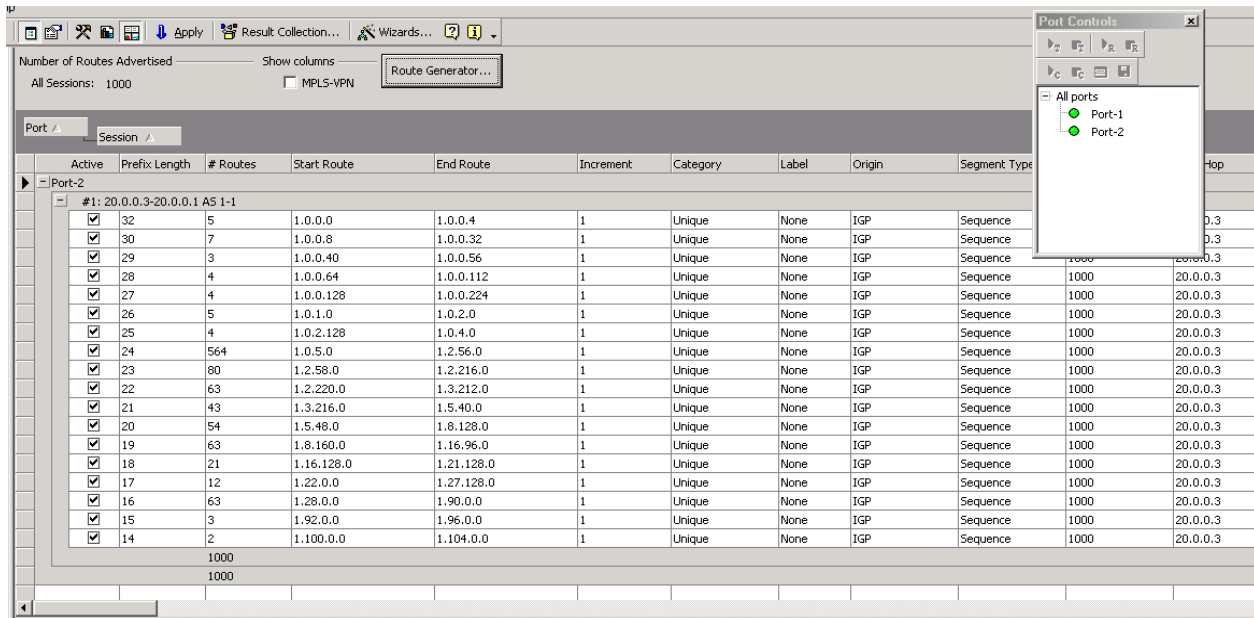 Port Controls
Apply Result Collection... Wizards...
Number of Routes Advertised Show columns
All Sessions: 1000 MPLS-VPN Route Generator...
All ports
Port-1
Port-2
Port Session
Active Prefix Length # Routes Start Route End Route Increment Category Label Origin Segment Type Hop
Port-2
#1: 20.0.0.3-20.0.0.1 AS 1-1
32 5 1.0.0.0 1.0.0.4 1 Unique None IGP Sequence
30 7 1.0.0.8 1.0.0.32 1 Unique None IGP Sequence
29 3 1.0.0.40 1.0.0.56 1 Unique None IGP Sequence 1000 20.0.0.3
28 4 1.0.0.64 1.0.0.112 1 Unique None IGP Sequence 1000 20.0.0.3
27 4 1.0.0.128 1.0.0.224 1 Unique None IGP Sequence 1000 20.0.0.3
26 5 1.0.1.0 1.0.2.0 1 Unique None IGP Sequence 1000 20.0.0.3
25 4 1.0.2.128 1.0.4.0 1 Unique None IGP Sequence 1000 20.0.0.3
24 564 1.0.5.0 1.2.56.0 1 Unique None IGP Sequence 1000 20.0.0.3
23 80 1.2.58.0 1.2.216.0 1 Unique None IGP Sequence 1000 20.0.0.3
22 63 1.2.220.0 1.3.212.0 1 Unique None IGP Sequence 1000 20.0.0.3
21 43 1.3.216.0 1.5.40.0 1 Unique None IGP Sequence 1000 20.0.0.3
20 54 1.5.48.0 1.8.128.0 1 Unique None IGP Sequence 1000 20.0.0.3
19 63 1.8.160.0 1.16.96.0 1 Unique None IGP Sequence 1000 20.0.0.3
18 21 1.16.128.0 1.21.128.0 1 Unique None IGP Sequence 1000 20.0.0.3
17 12 1.22.0.0 1.27.128.0 1 Unique None IGP Sequence 1000 20.0.0.3
16 63 1.28.0.0 1.90.0.0 1 Unique None IGP Sequence 1000 20.0.0.3
15 3 1.92.0.0 1.96.0.0 1 Unique None IGP Sequence 1000 20.0.0.3
14 2 1.100.0.0 1.104.0.0 1 Unique None IGP Sequence 1000 20.0.0.3
1000
1000